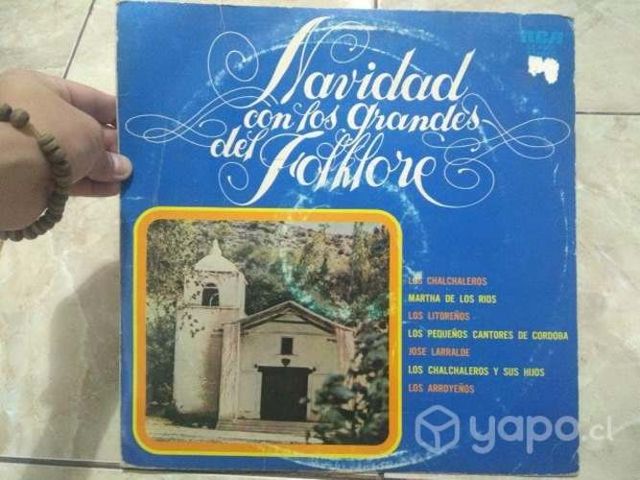 RCA
Navidad
con los grandes
del Folklore
LOS CHALCHALEROS
MARTHA DE LOS RIOS
LOS LITOREÑOS
LOS PEQUEÑOS CANTORES DE CORDOBA
JOSE LARRALDE
LOS CHALCHALEROS Y SUS HIJOS
LOS ARROYEÑOS
yapo.cl